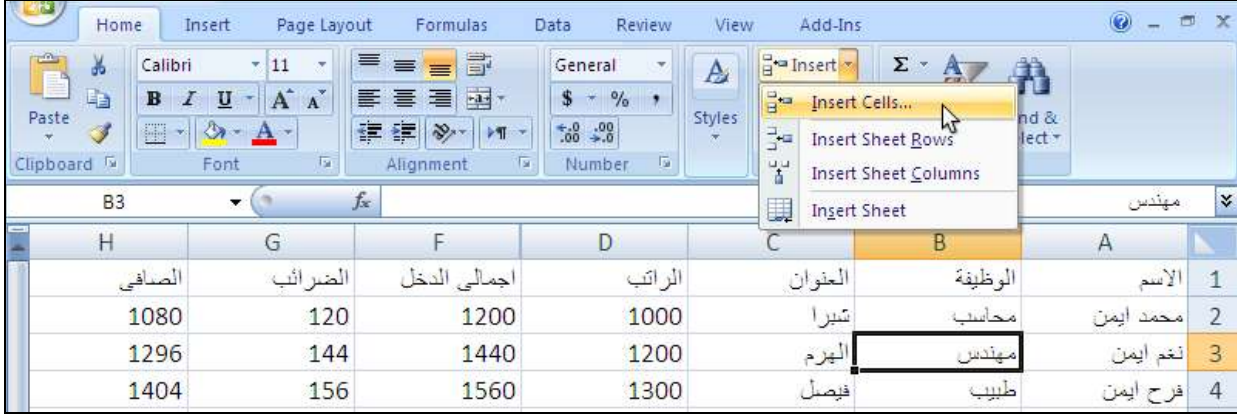 Home Insert Page Layout Formulas Data Review View Add-Ins
Calibri 11 General Insert Σ A
B I U A A $ % ,
Paste Styles Insert Cells... nd &
A .00 .00 Insert Sheet Rows lect
Clipboard Font Alignment Number Insert Sheet Columns
B3 fx Insert Sheet مهندس
H G F D C B A
الاسم الوظيفة العنوان الراتب اجمالى الدخل الضرائب الصافى 1
محمد ايمن محاسب شبرا 1000 1200 120 1080 2
نغم ايمن مهندس الهرم 1200 1440 144 1296 3
فرح ايمن طبيب فيصل 1300 1560 156 1404 4